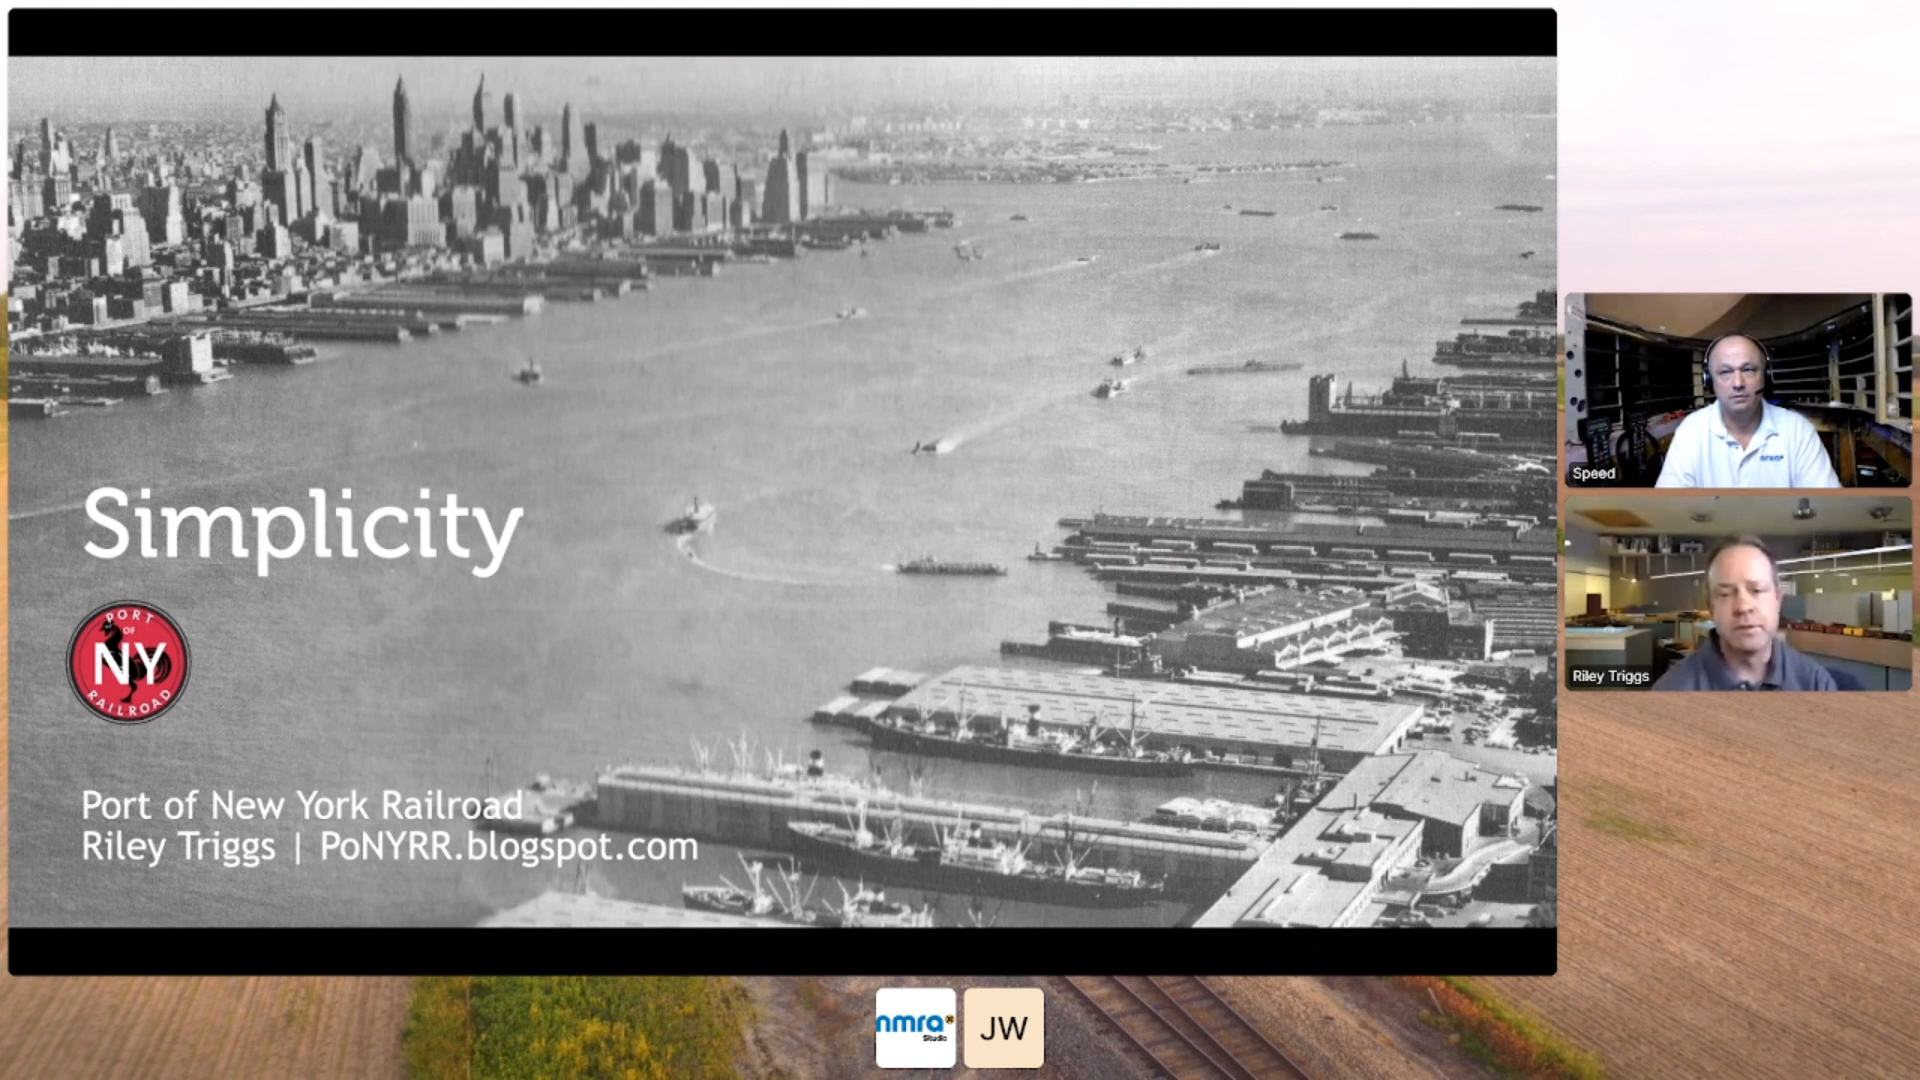 Simplicity
PORT
OF
NY
RAILROAD
Port of New York Railroad
Riley Triggs | PoNYRR.blogspot.com
Speed
nmra
Riley Triggs
nmra
Studio
JW